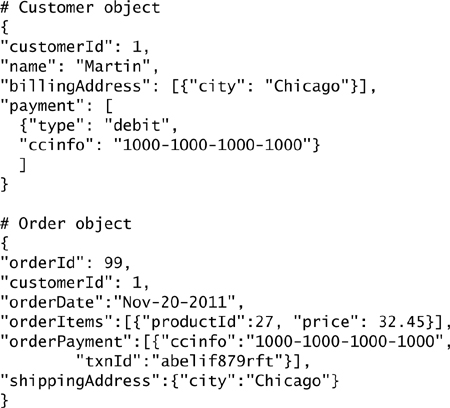 # Customer object
{
"customerId": 1,
"name": "Martin",
"billingAddress": [{"city": "Chicago"}],
"payment": [
{"type": "debit",
"ccinfo": "1000-1000-1000-1000"}
]
}
# Order object
{
"orderId": 99,
"customerId": 1,
"orderDate":"Nov-20-2011",
"orderItems":[{"productId":27, "price": 32.45}],
"orderPayment":[{"ccinfo":"1000-1000-1000-1000",
"txnId":"abelif879rft"}],
"shippingAddress":{"city":"Chicago"}
}